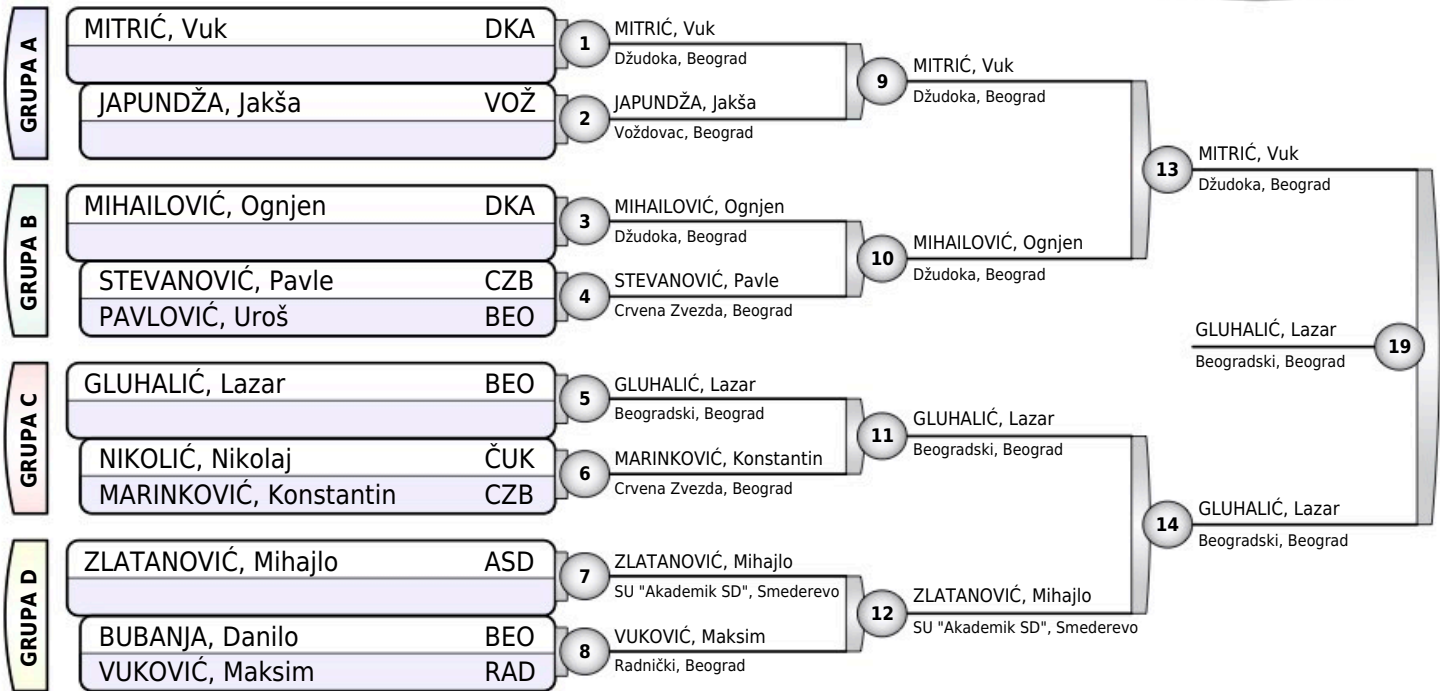 GRUPA A
MITRIĆ, Vuk DKA
JAPUNDŽA, Jakša VOŽ
GRUPA B
MIHAILOVIĆ, Ognjen DKA
STEVANOVIĆ, Pavle CZB
PAVLOVIĆ, Uroš BEO
GRUPA C
GLUHALIĆ, Lazar BEO
NIKOLIĆ, Nikolaj ČUK
MARINKOVIĆ, Konstantin CZB
GRUPA D
ZLATANOVIĆ, Mihajlo ASD
BUBANJA, Danilo BEO
VUKOVIĆ, Maksim RAD
1
MITRIĆ, Vuk
Džudoka, Beograd
2
JAPUNDŽA, Jakša
Voždovac, Beograd
3
MIHAILOVIĆ, Ognjen
Džudoka, Beograd
4
STEVANOVIĆ, Pavle
Crvena Zvezda, Beograd
5
GLUHALIĆ, Lazar
Beogradski, Beograd
6
MARINKOVIĆ, Konstantin
Crvena Zvezda, Beograd
7
ZLATANOVIĆ, Mihajlo
SU "Akademik SD", Smederevo
8
VUKOVIĆ, Maksim
Radnički, Beograd
9
MITRIĆ, Vuk
Džudoka, Beograd
10
MIHAILOVIĆ, Ognjen
Džudoka, Beograd
11
GLUHALIĆ, Lazar
Beogradski, Beograd
12
ZLATANOVIĆ, Mihajlo
SU "Akademik SD", Smederevo
13
MITRIĆ, Vuk
Džudoka, Beograd
14
GLUHALIĆ, Lazar
Beogradski, Beograd
GLUHALIĆ, Lazar
Beogradski, Beograd
19